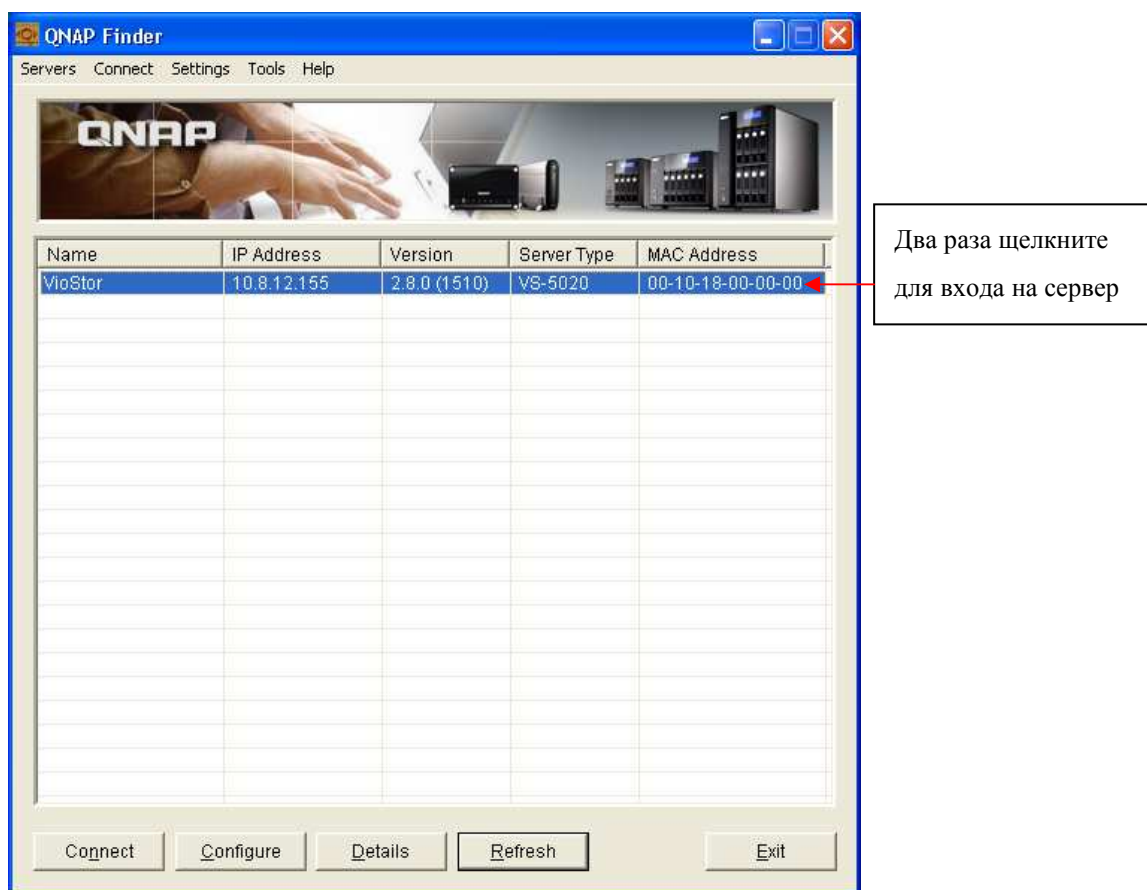 QNAP Finder
Servers Connect Settings Tools Help
QNAP
Name IP Address Version Server Type MAC Address
VioStor 10.8.12.155 2.8.0 (1510) VS-5020 00-10-18-00-00-00
Два раза щелкните
для входа на сервер
Connect Configure Details Refresh Exit